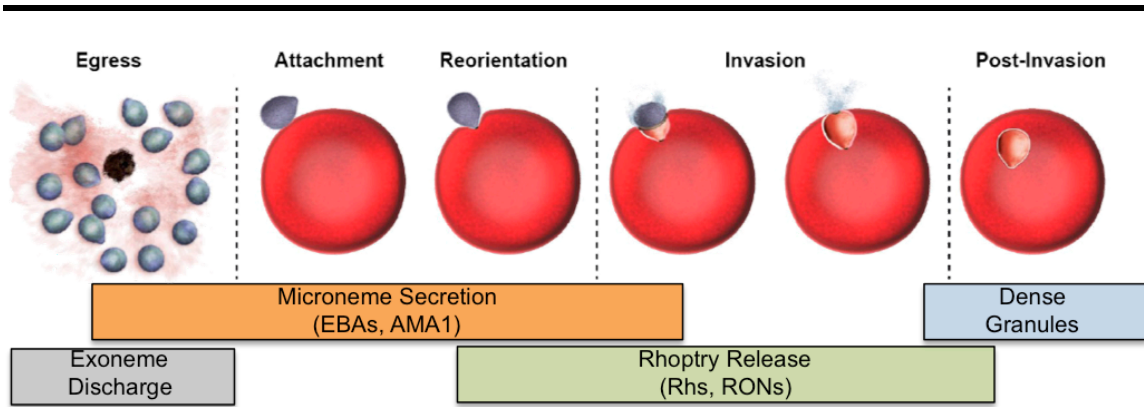 Egress
Attachment
Reorientation
Invasion
Post-Invasion
Microneme Secretion
(EBAs, AMA1)
Dense
Granules
Exoneme
Discharge
Rhoptry Release
(Rhs, RONs)